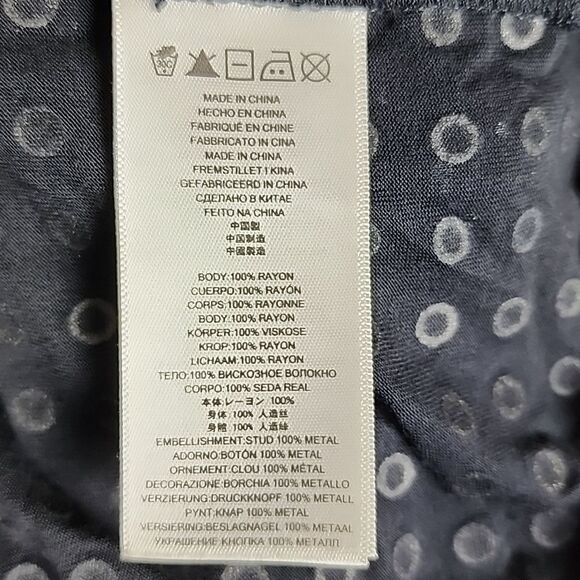 30C
MADE IN CHINA
HECHO EN CHINA
FABRIQUÉ EN CHINE
FABBRICATO IN CINA
MADE IN CHINA
FREMSTILLET I KINA
GEFABRICEERD IN CHINA
СДЕЛАНО В КИТАЕ
FEITO NA CHINA
中国製
中国制造
中國製造
BODY:100% RAYON
CUERPO:100% RAYÓN
CORPS:100% RAYONNE
BODY:100% RAYON
KÖRPER:100% VISKOSE
KROP:100% RAYON
LICHAAM:100% RAYON
ТЕЛО:100% ВИСКОЗНОЕ ВОЛОКНО
CORPO:100% SEDA REAL
本体:レーヨン 100%
身体 100% 人造丝
身體 100% 人造絲
EMBELLISHMENT:STUD 100% METAL
ADORNO:BOTÓN 100% METAL
ORNEMENT:CLOU 100% METAL
DECORAZIONE:BORCHIA 100% METALLO
VERZIERUNG:DRUCKKNOPF 100% METALL
PYNT:KNAP 100% METAL
VERSIERING:BESLAGNAGEL 100% METAAL
УКРАШЕНИЕ:КНОПКА 100% METAL